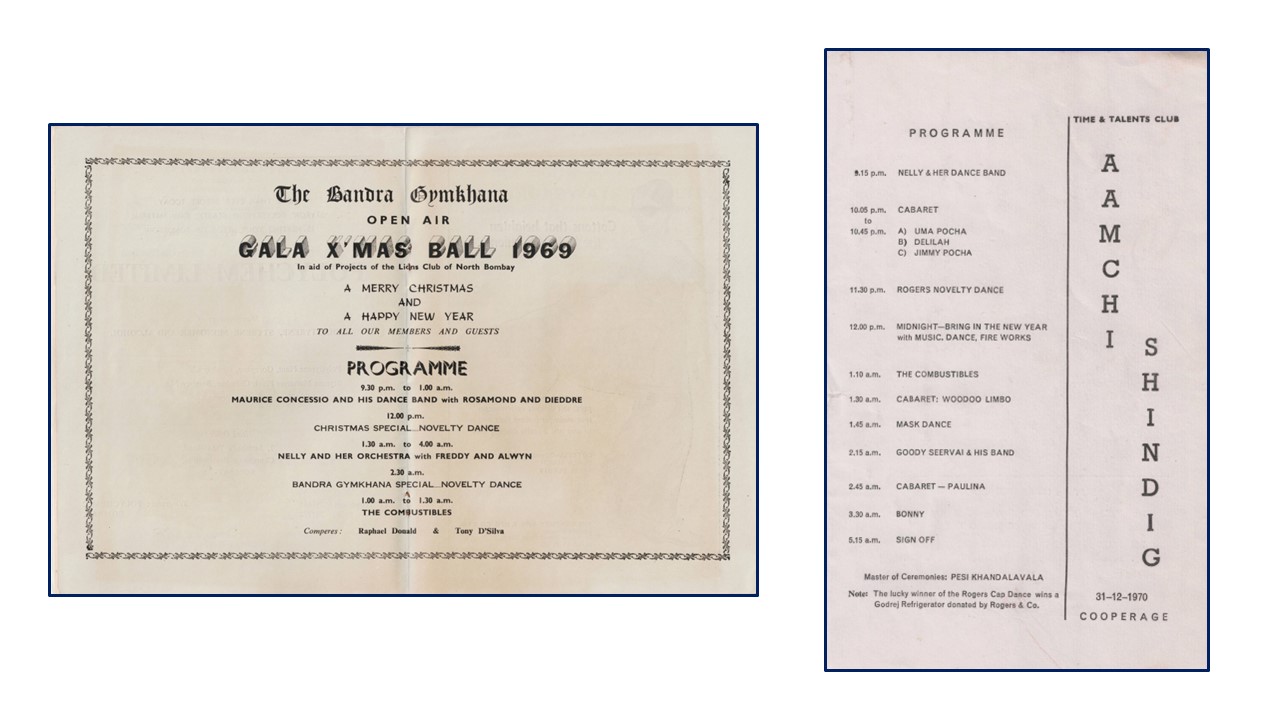 The Bandra Gymkhana
OPEN AIR
GALA X'MAS BALL 1969
In aid of Projects of the Lions Club of North Bombay
A MERRY CHRISTMAS
AND
A HAPPY NEW YEAR
TO ALL OUR MEMBERS AND GUESTS
PROGRAMME
9.30 p.m. to 1.00 a.m.
MAURICE CONCESSIO AND HIS DANCE BAND with ROSAMOND AND DIEDDRE
12.00 p.m.
CHRISTMAS SPECIAL...NOVELTY DANCE
1.30 a.m. to 4.00 a.m.
NELLY AND HER ORCHESTRA with FREDDY AND ALWYN
2.30 a.m.
BANDRA GYMKHANA SPECIAL...NOVELTY DANCE
1.00 a.m. to 1.30 a.m.
THE COMBUSTIBLES
Comperes: Raphael Donald & Tony D'Silva
PROGRAMME
9.15 p.m. NELLY & HER DANCE BAND
10.05 p.m. CABARET
to
10.45 p.m. A) UMA POCHA
B) DELILAH
C) JIMMY POCHA
11.30 p.m. ROGERS NOVELTY DANCE
12.00 p.m. MIDNIGHT—BRING IN THE NEW YEAR
with MUSIC, DANCE, FIRE WORKS
1.10 a.m. THE COMBUSTIBLES
1.30 a.m. CABARET: WOODOO LIMBO
1.45 a.m. MASK DANCE
2.15 a.m. GOODY SEERVAI & HIS BAND
2.45 a.m. CABARET — PAULINA
3.30 a.m. BONNY
5.15 a.m. SIGN OFF
Master of Ceremonies: PESI KHANDALAVALA
Note: The lucky winner of the Rogers Cap Dance wins a
Godrej Refrigerator donated by Rogers & Co.
TIME & TALENTS CLUB
AAMCHI
SHINDIG
31-12-1970
COOPERAGE